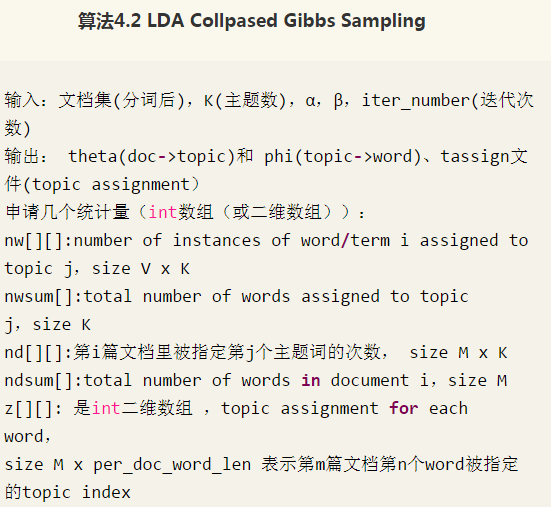 算法4.2 LDA Collpased Gibbs Sampling
输入：文档集(分词后)，K(主题数)，α，β，iter_number(迭代次
数)
输出： theta(doc->topic)和 phi(topic->word)、tassign文
件(topic assignment）
申请几个统计量（int数组（或二维数组））：
nw[][]:number of instances of word/term i assigned to
topic j，size V x K
nwsum[]:total number of words assigned to topic
j，size K
nd[][]:第i篇文档里被指定第j个主题词的次数， size M x K
ndsum[]:total number of words in document i，size M
z[][]: 是int二维数组 ，topic assignment for each
word，
size M x per_doc_word_len 表示第m篇文档第n个word被指定
的topic index